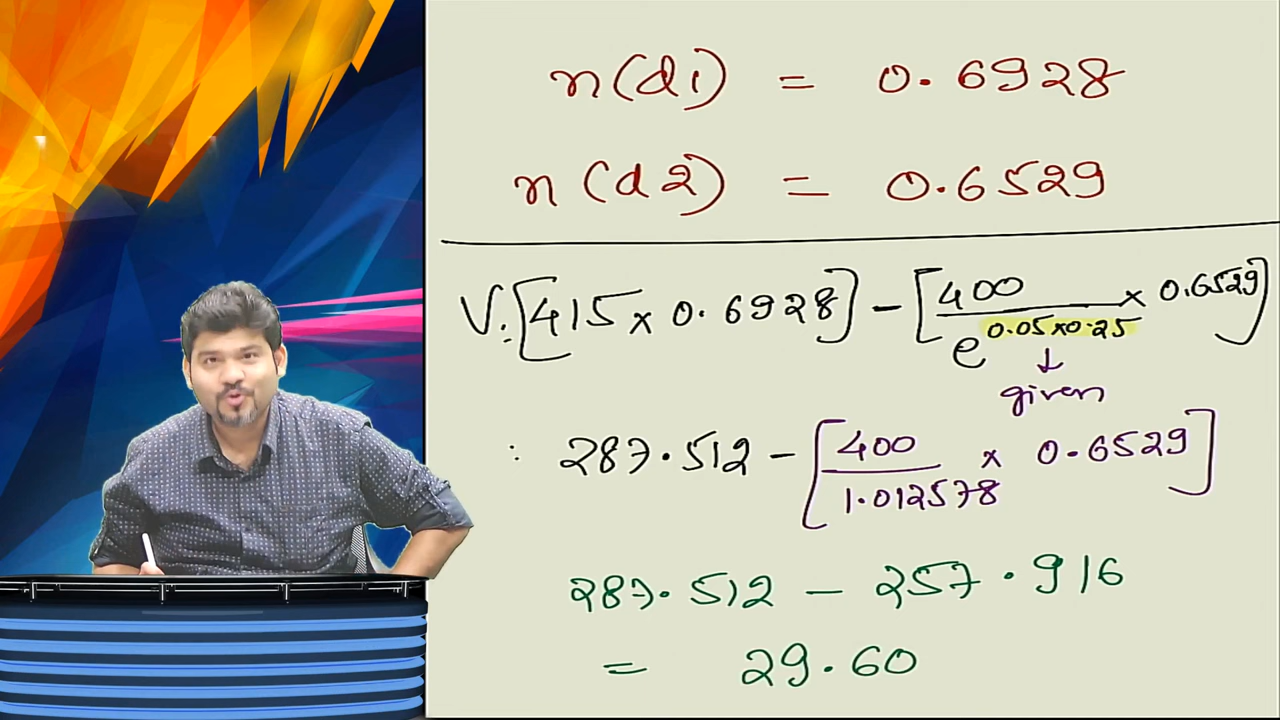 n(d1) = 0.6928
n(d2) = 0.6529
V: [415 x 0.6928] - [400 / e^0.05x0.25 x 0.6529]
↓
given
: 287.512 - [400 / 1.012578 x 0.6529]
287.512 - 257.916
= 29.60